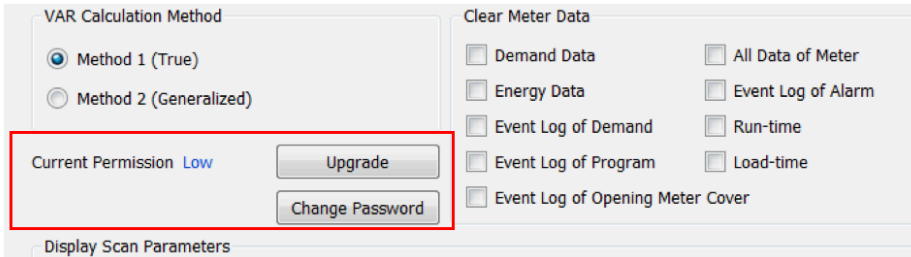 VAR Calculation Method
Method 1 (True)
Method 2 (Generalized)
Current Permission Low
Upgrade
Change Password
Clear Meter Data
Demand Data
All Data of Meter
Energy Data
Event Log of Alarm
Event Log of Demand
Run-time
Event Log of Program
Load-time
Event Log of Opening Meter Cover
Display Scan Parameters